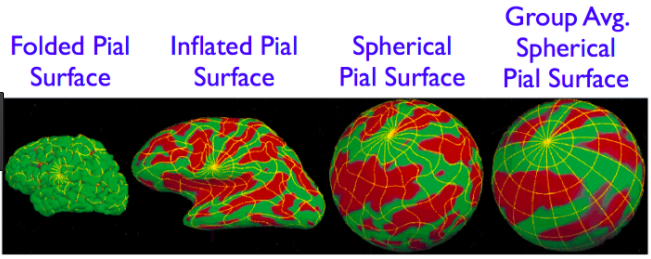 Folded Pial
Surface
Inflated Pial
Surface
Spherical
Pial Surface
Group Avg.
Spherical
Pial Surface